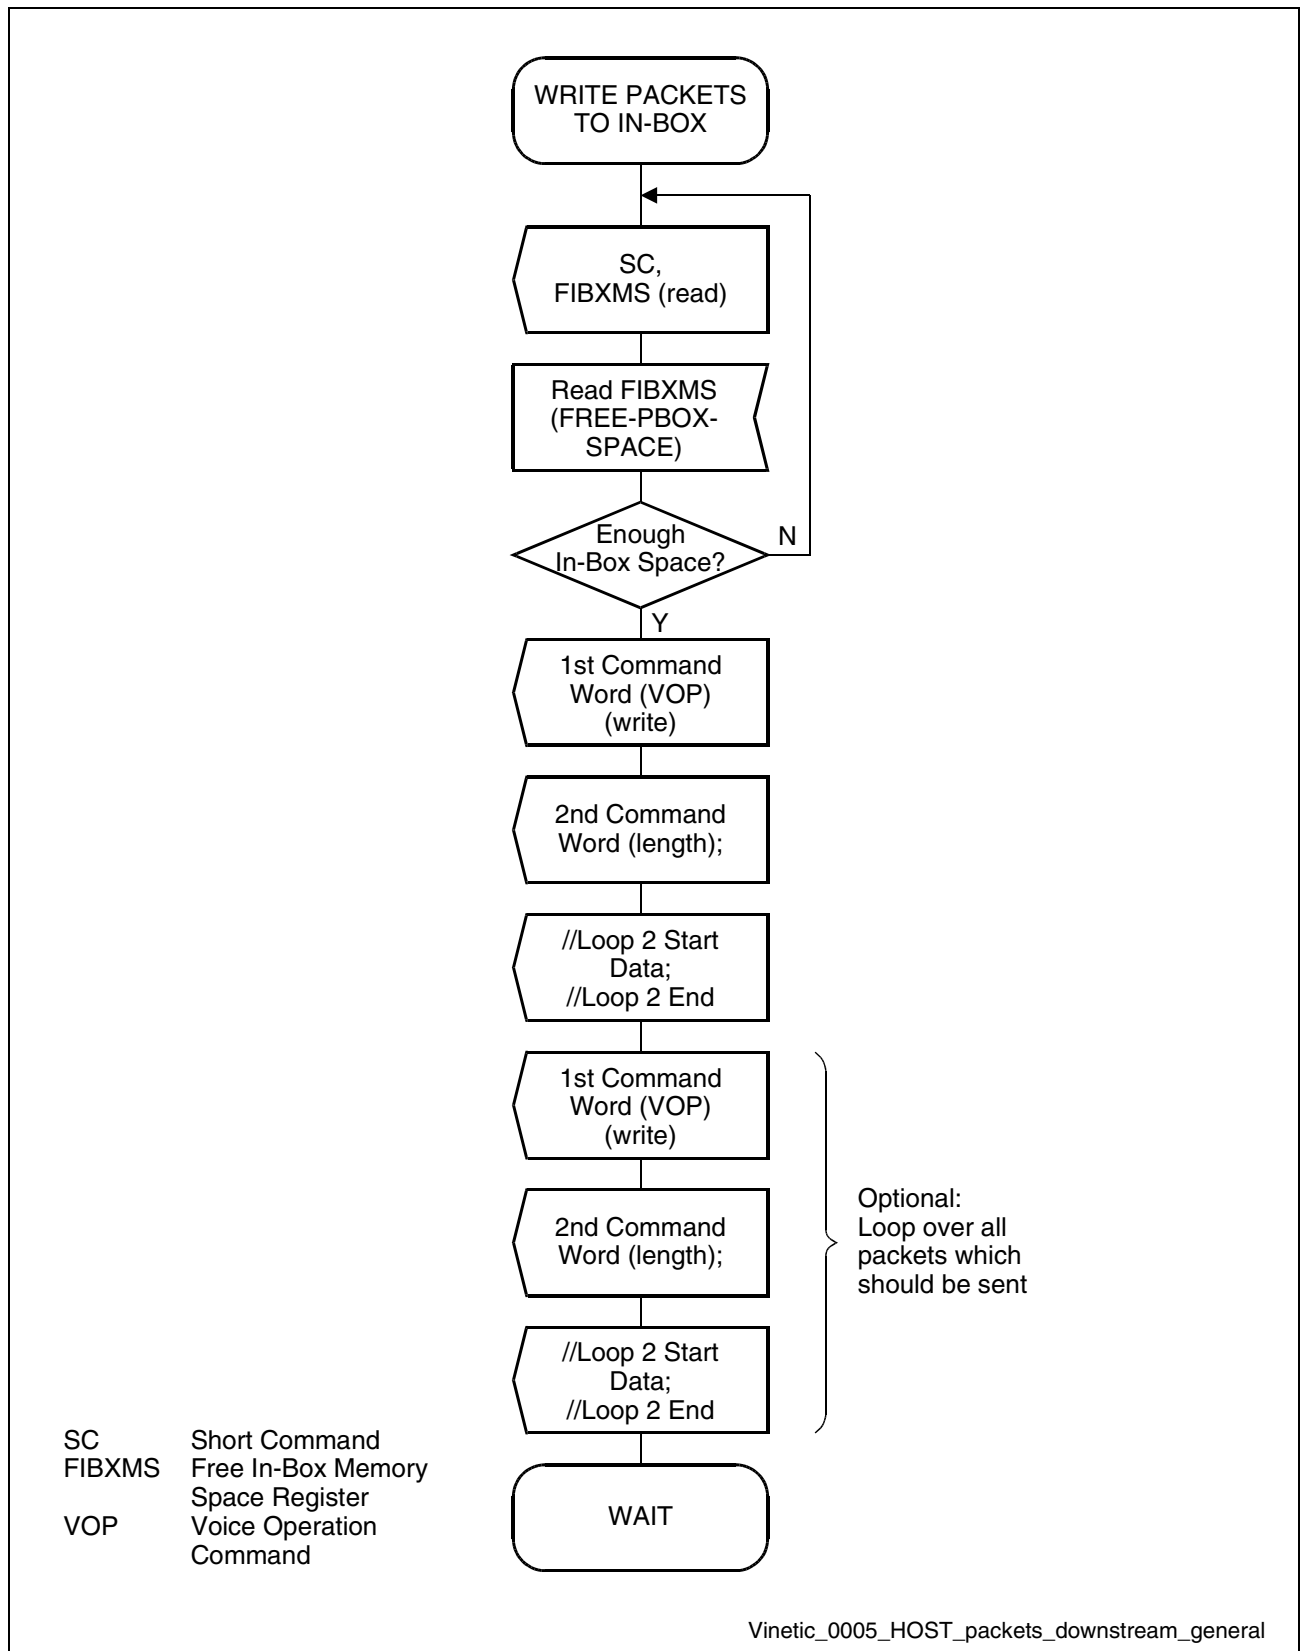 WRITE PACKETS
TO IN-BOX
SC,
FIBXMS (read)
Read FIBXMS
(FREE-PBOX-
SPACE)
Enough
In-Box Space?
N
Y
1st Command
Word (VOP)
(write)
2nd Command
Word (length);
//Loop 2 Start
Data;
//Loop 2 End
1st Command
Word (VOP)
(write)
2nd Command
Word (length);
//Loop 2 Start
Data;
//Loop 2 End
Optional:
Loop over all
packets which
should be sent
WAIT
SC Short Command
FIBXMS Free In-Box Memory
Space Register
VOP Voice Operation
Command
Vinetic_0005_HOST_packets_downstream_general